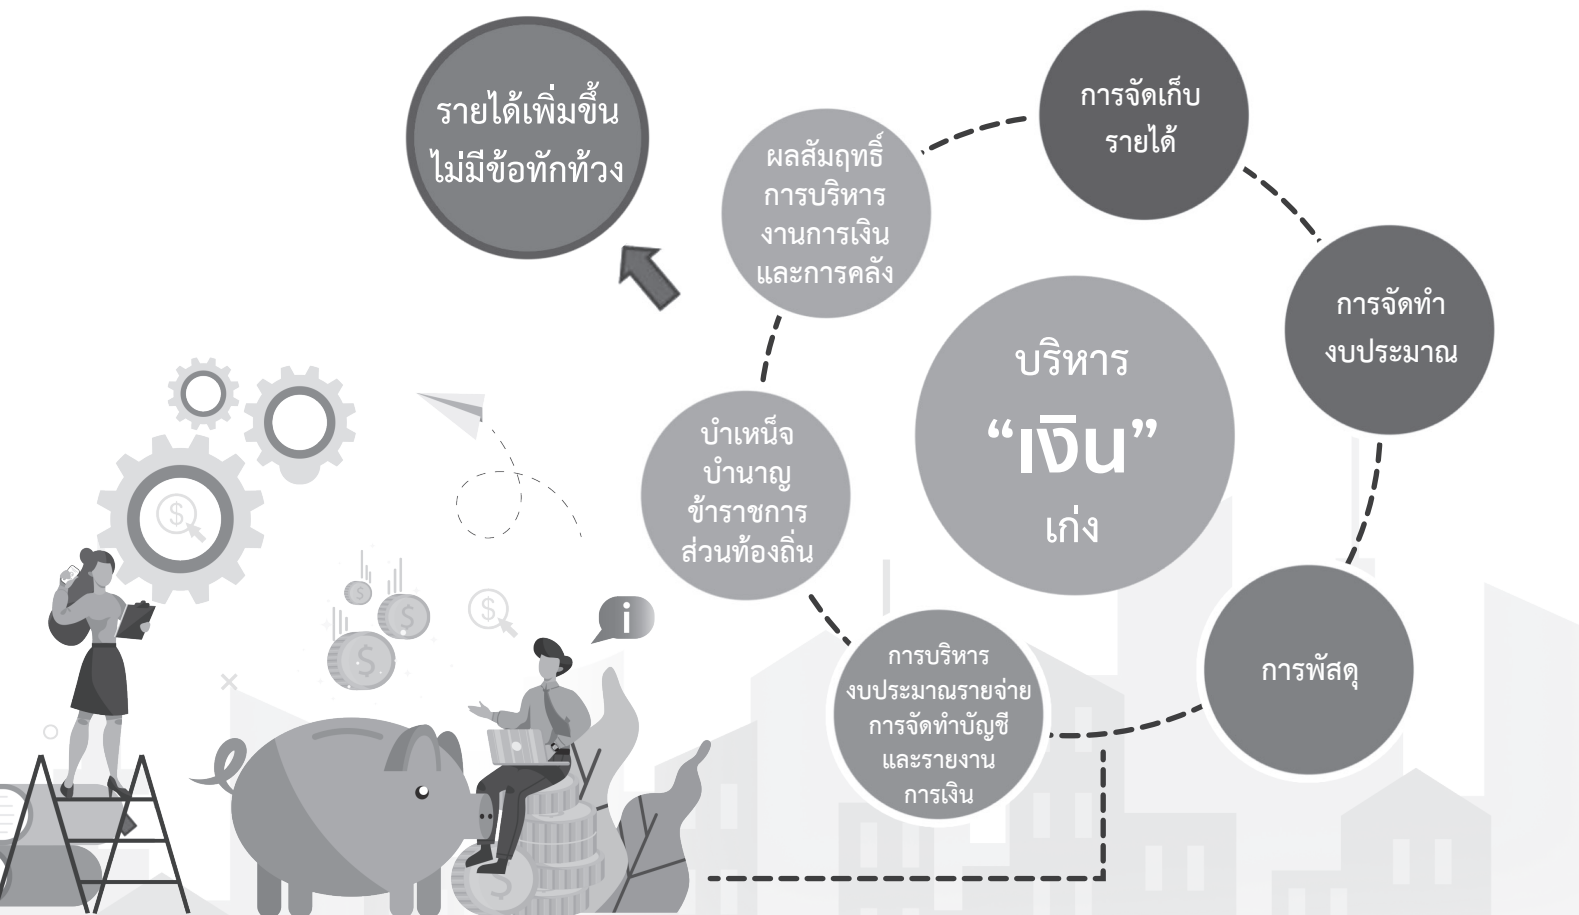 รายได้เพิ่มขึ้น
ไม่มีข้อทักท้วง
ผลสัมฤทธิ์
การบริหาร
งานการเงิน
และการคลัง
การจัดเก็บ
รายได้
การจัดทำ
งบประมาณ
บริหาร
“เงิน”
เก่ง
บำเหน็จ
บำนาญ
ข้าราชการ
ส่วนท้องถิ่น
การพัสดุ
การบริหาร
งบประมาณรายจ่าย
การจัดทำบัญชี
และรายงาน
การเงิน
$
$
$
$
$
i
$